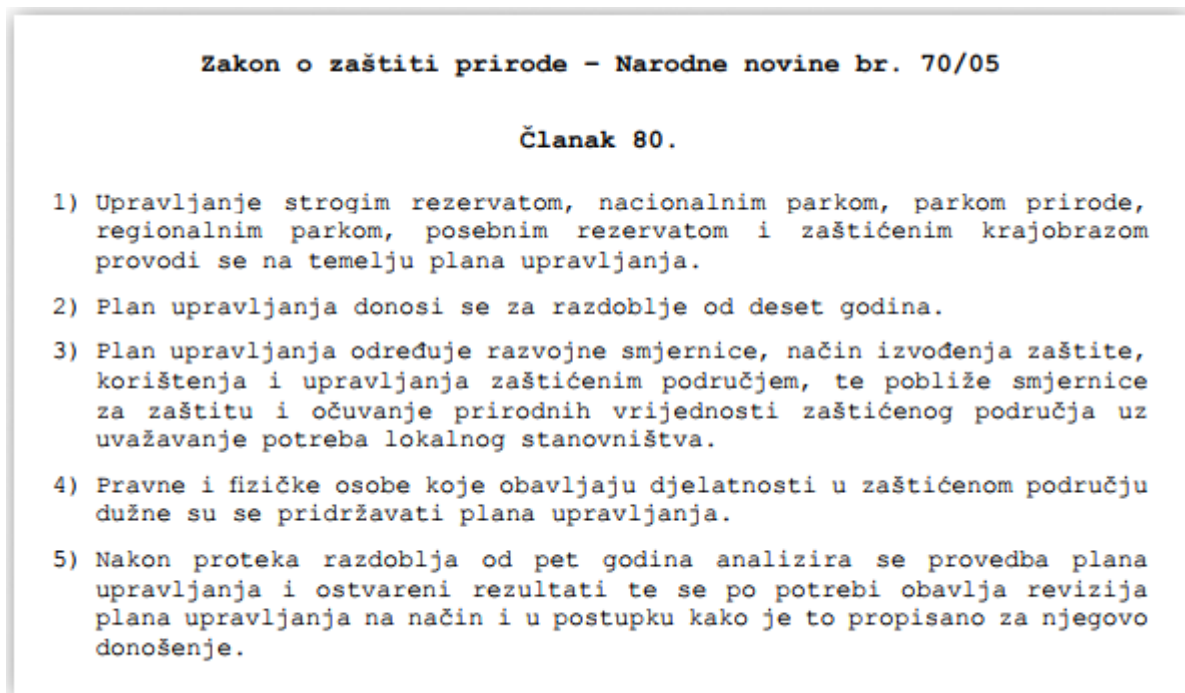 Zakon o zaštiti prirode – Narodne novine br. 70/05
Članak 80.
1) Upravljanje strogim rezervatom, nacionalnim parkom, parkom prirode,
regionalnim parkom, posebnim rezervatom i zaštićenim krajobrazom
provodi se na temelju plana upravljanja.
2) Plan upravljanja donosi se za razdoblje od deset godina.
3) Plan upravljanja određuje razvojne smjernice, način izvođenja zaštite,
korištenja i upravljanja zaštićenim područjem, te pobliže smjernice
za zaštitu i očuvanje prirodnih vrijednosti zaštićenog područja uz
uvažavanje potreba lokalnog stanovništva.
4) Pravne i fizičke osobe koje obavljaju djelatnosti u zaštićenom području
dužne su se pridržavati plana upravljanja.
5) Nakon proteka razdoblja od pet godina analizira se provedba plana
upravljanja i ostvareni rezultati te se po potrebi obavlja revizija
plana upravljanja na način i u postupku kako je to propisano za njegovo
donošenje.